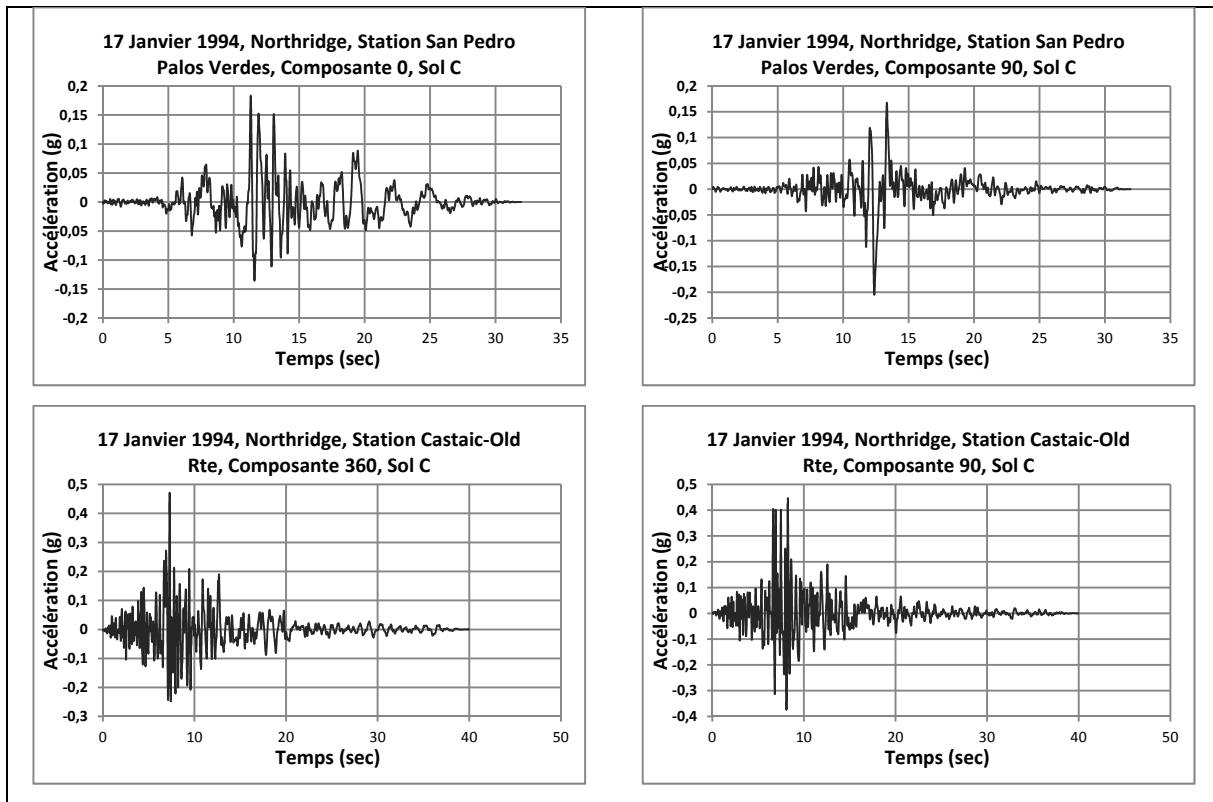 17 Janvier 1994, Northridge, Station San Pedro
Palos Verdes, Composante 0, Sol C
Accélération (g)
0,2
0,15
0,1
0,05
0
-0,05
-0,1
-0,15
-0,2
0 5 10 15 20 25 30 35
Temps (sec)
17 Janvier 1994, Northridge, Station San Pedro
Palos Verdes, Composante 90, Sol C
Accélération (g)
0,2
0,15
0,1
0,05
0
-0,05
-0,1
-0,15
-0,2
-0,25
0 5 10 15 20 25 30 35
Temps (sec)
17 Janvier 1994, Northridge, Station Castaic-Old
Rte, Composante 360, Sol C
Accélération (g)
0,5
0,4
0,3
0,2
0,1
0
-0,1
-0,2
-0,3
0 10 20 30 40 50
Temps (sec)
17 Janvier 1994, Northridge, Station Castaic-Old
Rte, Composante 90, Sol C
Accélération (g)
0,5
0,4
0,3
0,2
0,1
0
-0,1
-0,2
-0,3
-0,4
0 10 20 30 40 50
Temps (sec)